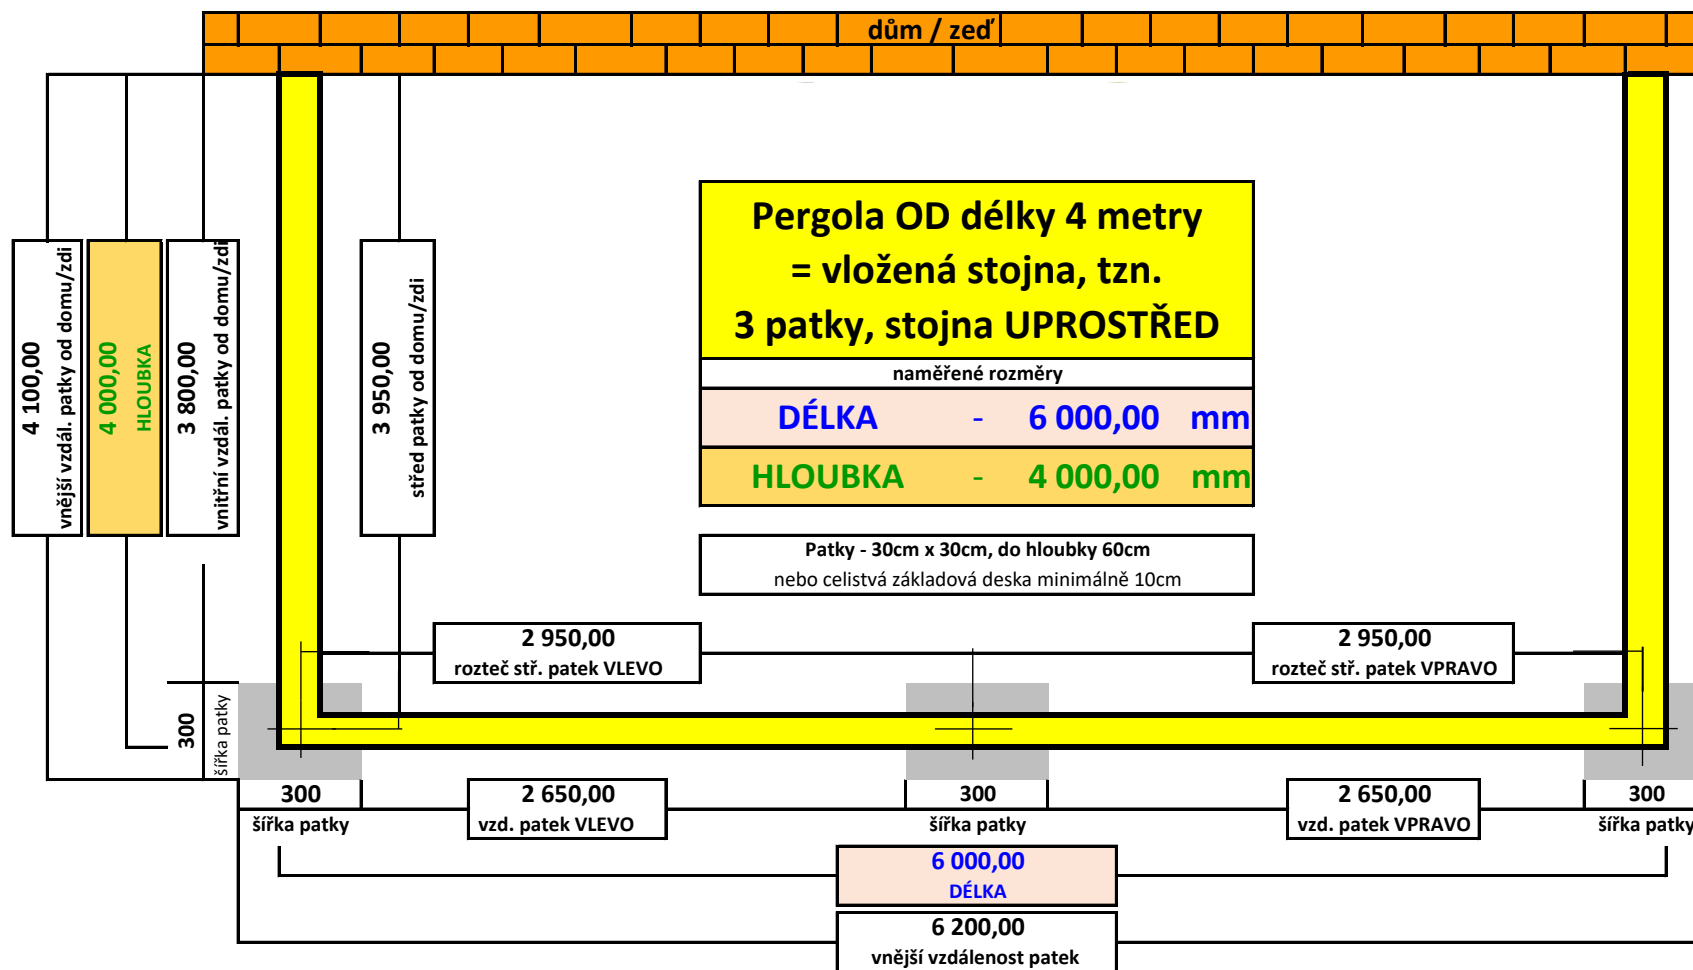 dům / zeď
Pergola OD délky 4 metry
= vložená stojna, tzn.
3 patky, stojna UPROSTŘED
naměřené rozměry
DÉLKA - 6 000,00 mm
HLOUBKA - 4 000,00 mm
Patky - 30cm x 30cm, do hloubky 60cm
nebo celistvá základová deska minimálně 10cm
4 100,00
vnější vzdál. patky od domu/zdi
4 000,00
HLOUBKA
3 800,00
vnitřní vzdál. patky od domu/zdi
3 950,00
střed patky od domu/zdi
2 950,00
rozteč stř. patek VLEVO
2 950,00
rozteč stř. patek VPRAVO
300
šířka patky
300
šířka patky
2 650,00
vzd. patek VLEVO
300
šířka patky
2 650,00
vzd. patek VPRAVO
300
šířka patky
6 000,00
DÉLKA
6 200,00
vnější vzdálenost patek